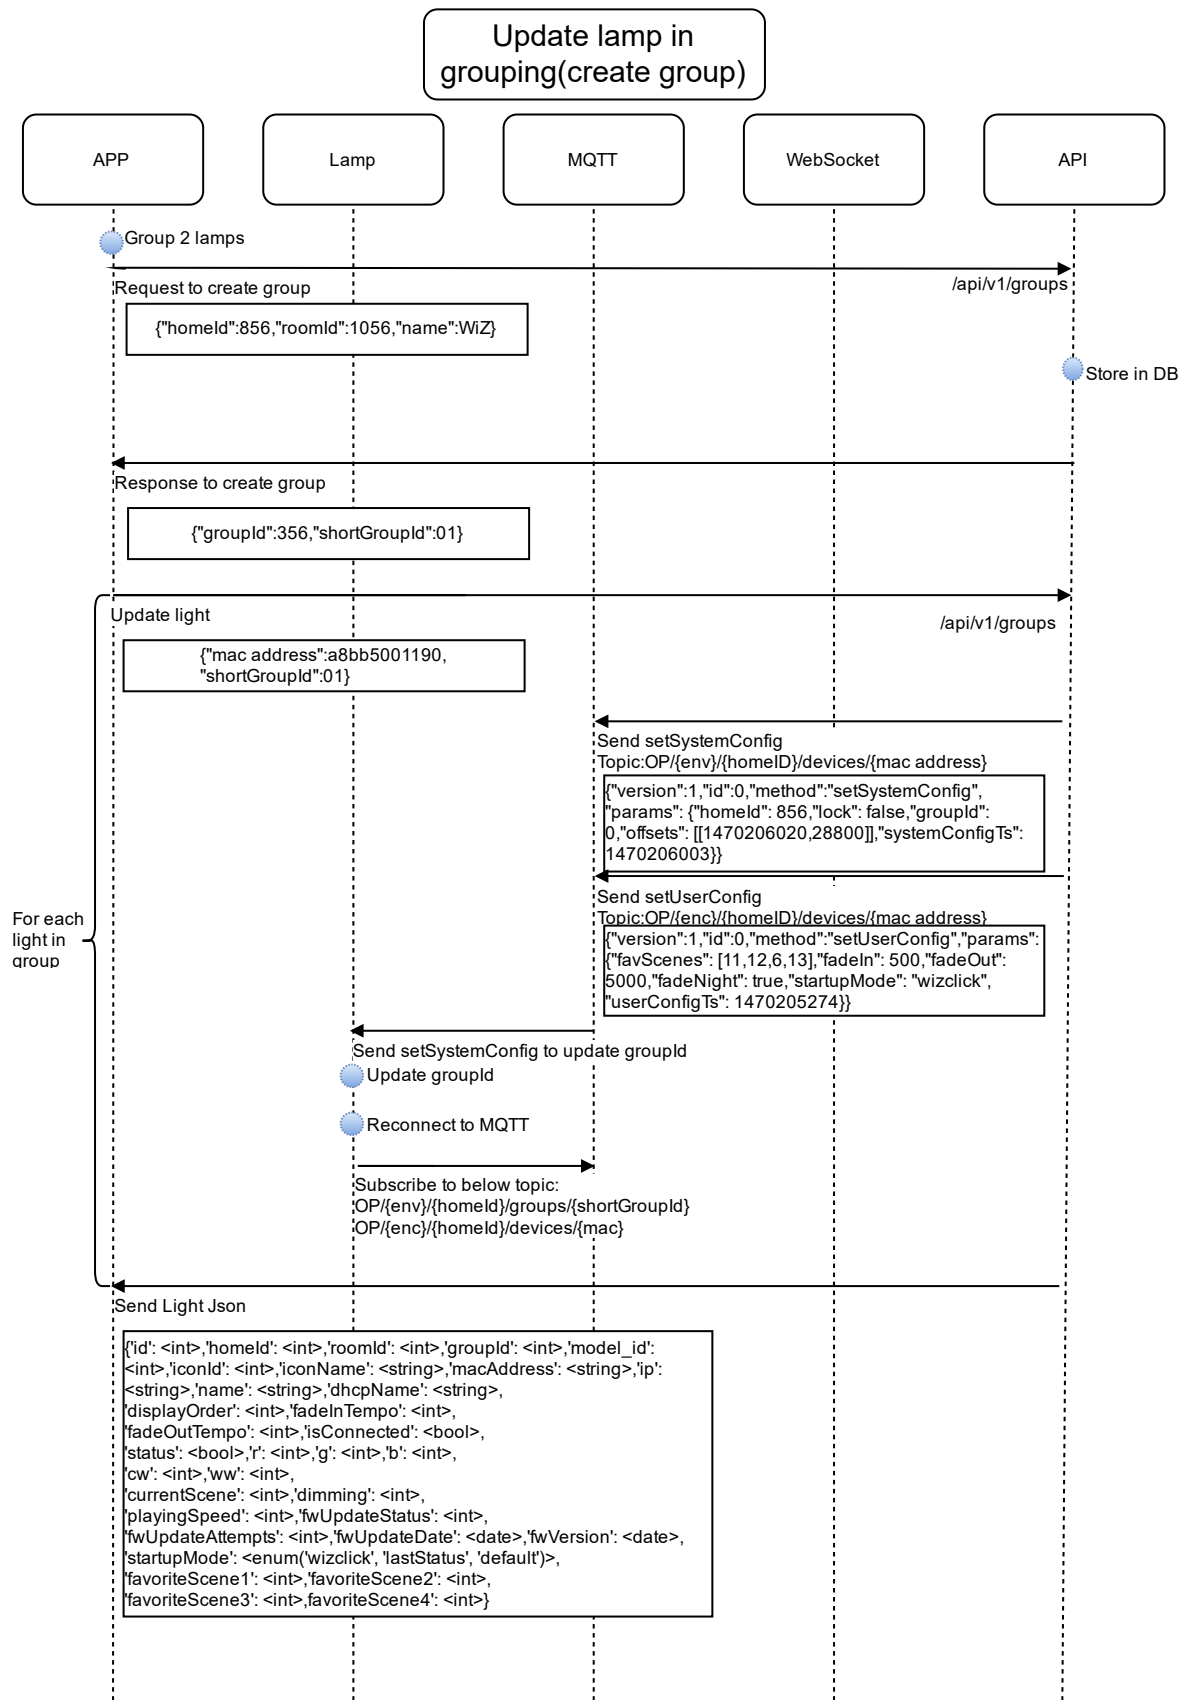 Update lamp in
grouping(create group)
APP
Lamp
MQTT
WebSocket
API
Group 2 lamps
Request to create group
/api/v1/groups
{"homeId":856,"roomId":1056,"name":WiZ}
Store in DB
Response to create group
{"groupId":356,"shortGroupId":01}
Update light
/api/v1/groups
{"mac address":a8bb5001190,
"shortGroupId":01}
Send setSystemConfig
Topic:OP/{env}/{homeID}/devices/{mac address}
{"version":1,"id":0,"method":"setSystemConfig",
"params": {"homeId": 856,"lock": false,"groupId":
0,"offsets": [[1470206020,28800]],"systemConfigTs":
1470206003}}
Send setUserConfig
Topic:OP/{enc}/{homeID}/devices/{mac address}
{"version":1,"id":0,"method":"setUserConfig","params":
{"favScenes": [11,12,6,13],"fadeIn": 500,"fadeOut":
5000,"fadeNight": true,"startupMode": "wizclick",
"userConfigTs": 1470205274}}
For each
light in
group
Send setSystemConfig to update groupId
Update groupId
Reconnect to MQTT
Subscribe to below topic:
OP/{env}/{homeId}/groups/{shortGroupId}
OP/{enc}/{homeId}/devices/{mac}
Send Light Json
{'id': <int>,'homeId': <int>,'roomId': <int>,'groupId': <int>,'model_id':
<int>,'iconId': <int>,'iconName': <string>,'macAddress': <string>,'ip':
<string>,'name': <string>,'dhcpName': <string>,
'displayOrder': <int>,'fadeInTempo': <int>,
'fadeOutTempo': <int>,'isConnected': <bool>,
'status': <bool>,'r': <int>,'g': <int>,'b': <int>,
'cw': <int>,'ww': <int>,
'currentScene': <int>,'dimming': <int>,
'playingSpeed': <int>,'fwUpdateStatus': <int>,
'fwUpdateAttempts': <int>,'fwUpdateDate': <date>,'fwVersion': <date>,
'startupMode': <enum('wizclick', 'lastStatus', 'default')>,
'favoriteScene1': <int>,'favoriteScene2': <int>,
'favoriteScene3': <int>,favoriteScene4': <int>}